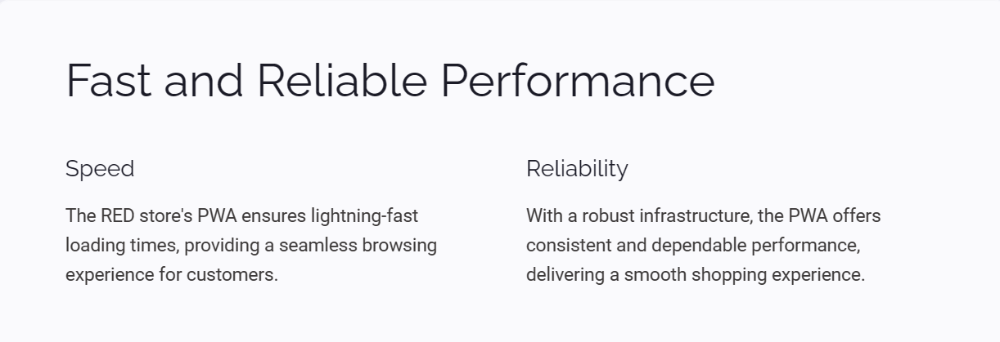 Fast and Reliable Performance
Speed
The RED store's PWA ensures lightning-fast
loading times, providing a seamless browsing
experience for customers.
Reliability
With a robust infrastructure, the PWA offers
consistent and dependable performance,
delivering a smooth shopping experience.